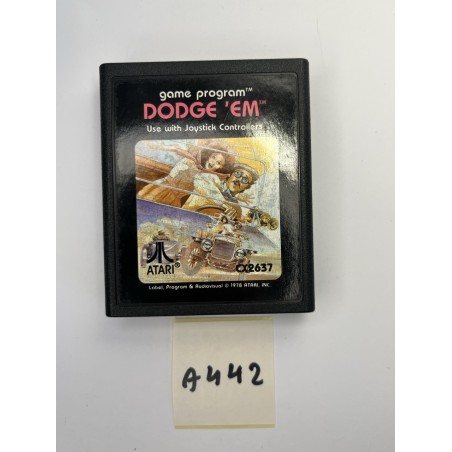 game program™
DODGE 'EM™
Use with Joystick Controllers
ATARI®
CX2637
Label, Program & Audiovisual © 1978 ATARI, INC.
A442